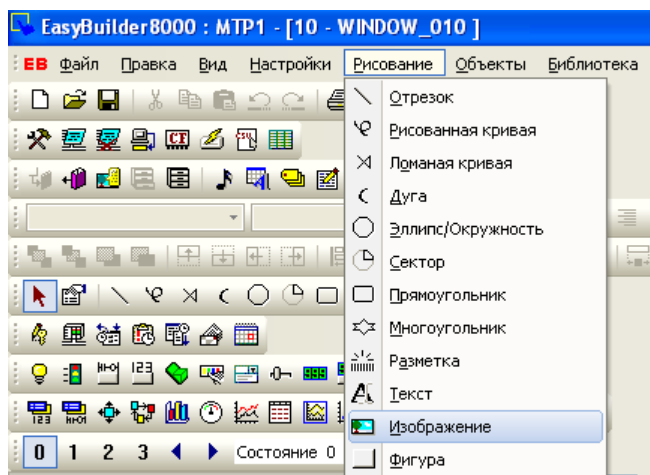 EasyBuilder8000 : MTP1 - [10 - WINDOW_010 ]
EB Файл Правка Вид Настройки Рисование Объекты Библиотека
Отрезок
Рисованная кривая
Ломаная кривая
Дуга
Эллипс/Окружность
Сектор
Прямоугольник
Многоугольник
Разметка
Текст
Изображение
0 1 2 3 Состояние 0
Фигура